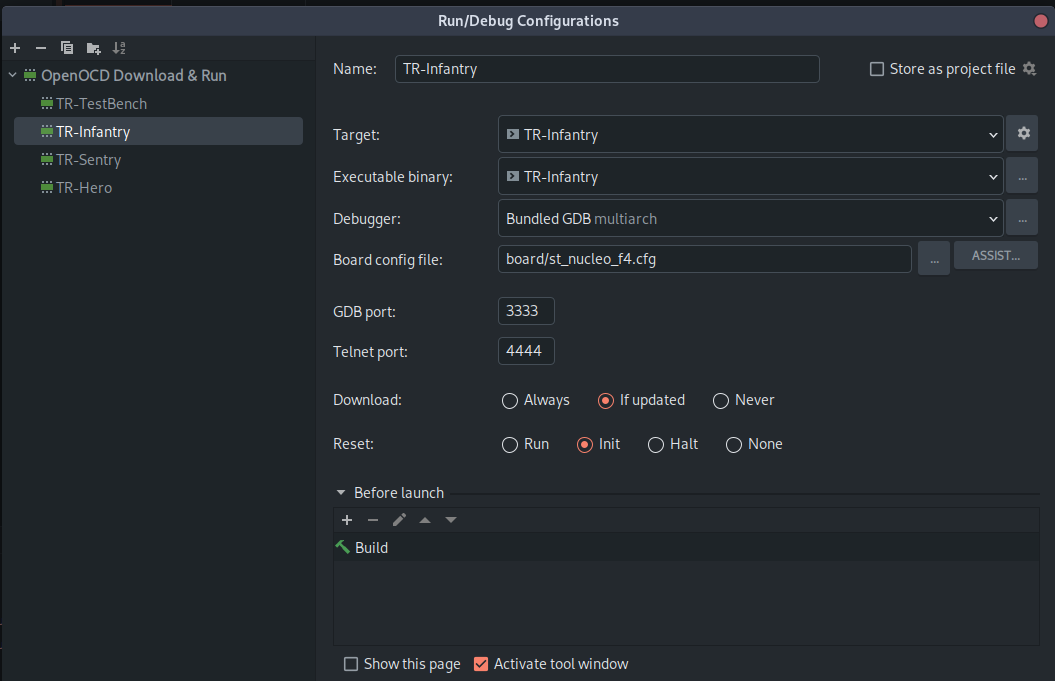 Run/Debug Configurations
OpenOCD Download & Run
TR-TestBench
TR-Infantry
TR-Sentry
TR-Hero
Name: TR-Infantry Store as project file
Target: TR-Infantry
Executable binary: TR-Infantry ...
Debugger: Bundled GDB multiarch ...
Board config file: board/st_nucleo_f4.cfg ... ASSIST...
GDB port: 3333
Telnet port: 4444
Download: Always If updated Never
Reset: Run Init Halt None
Before launch
Build
Show this page Activate tool window